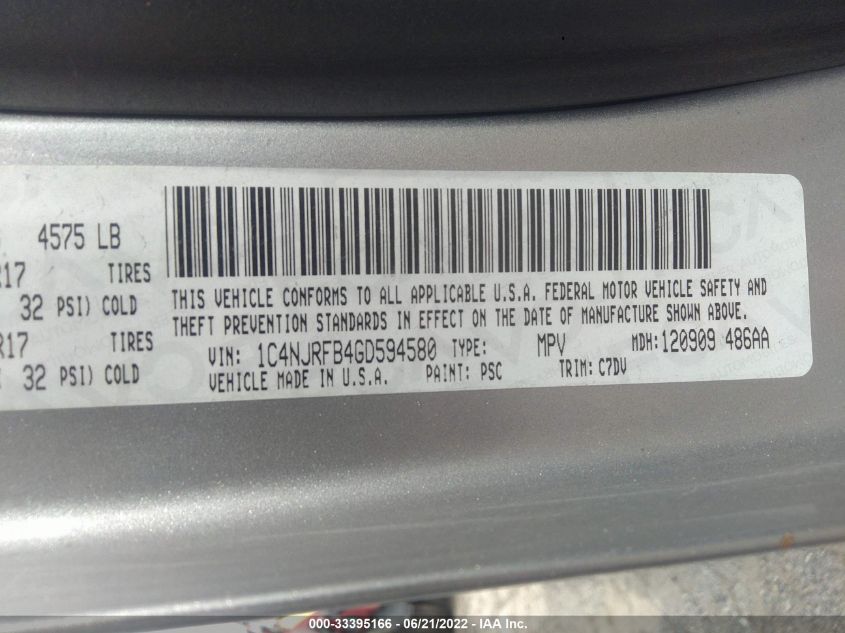 4575 LB
R17 TIRES
32 PSI) COLD
R17 TIRES
32 PSI) COLD
THIS VEHICLE CONFORMS TO ALL APPLICABLE U.S.A. FEDERAL MOTOR VEHICLE SAFETY AND
THEFT PREVENTION STANDARDS IN EFFECT ON THE DATE OF MANUFACTURE SHOWN ABOVE.
VIN: 1C4NJRFB4GD594580 TYPE: MPV MDH:120909 486AA
VEHICLE MADE IN U.S.A. PAINT: PSC TRIM: C7DV
000-33395166 - 06/21/2022 - IAA Inc.